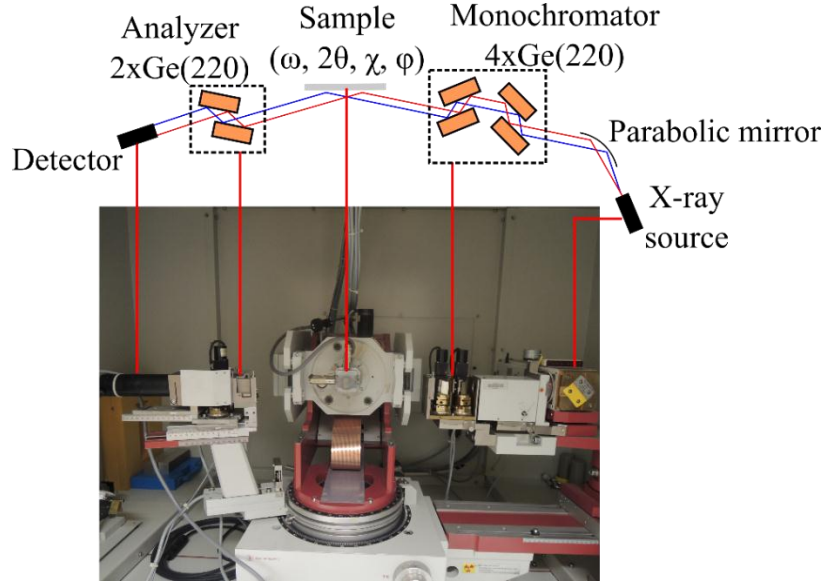 Analyzer
2xGe(220)
Sample
(ω, 2θ, χ, φ)
Monochromator
4xGe(220)
Parabolic mirror
Detector
X-ray
source